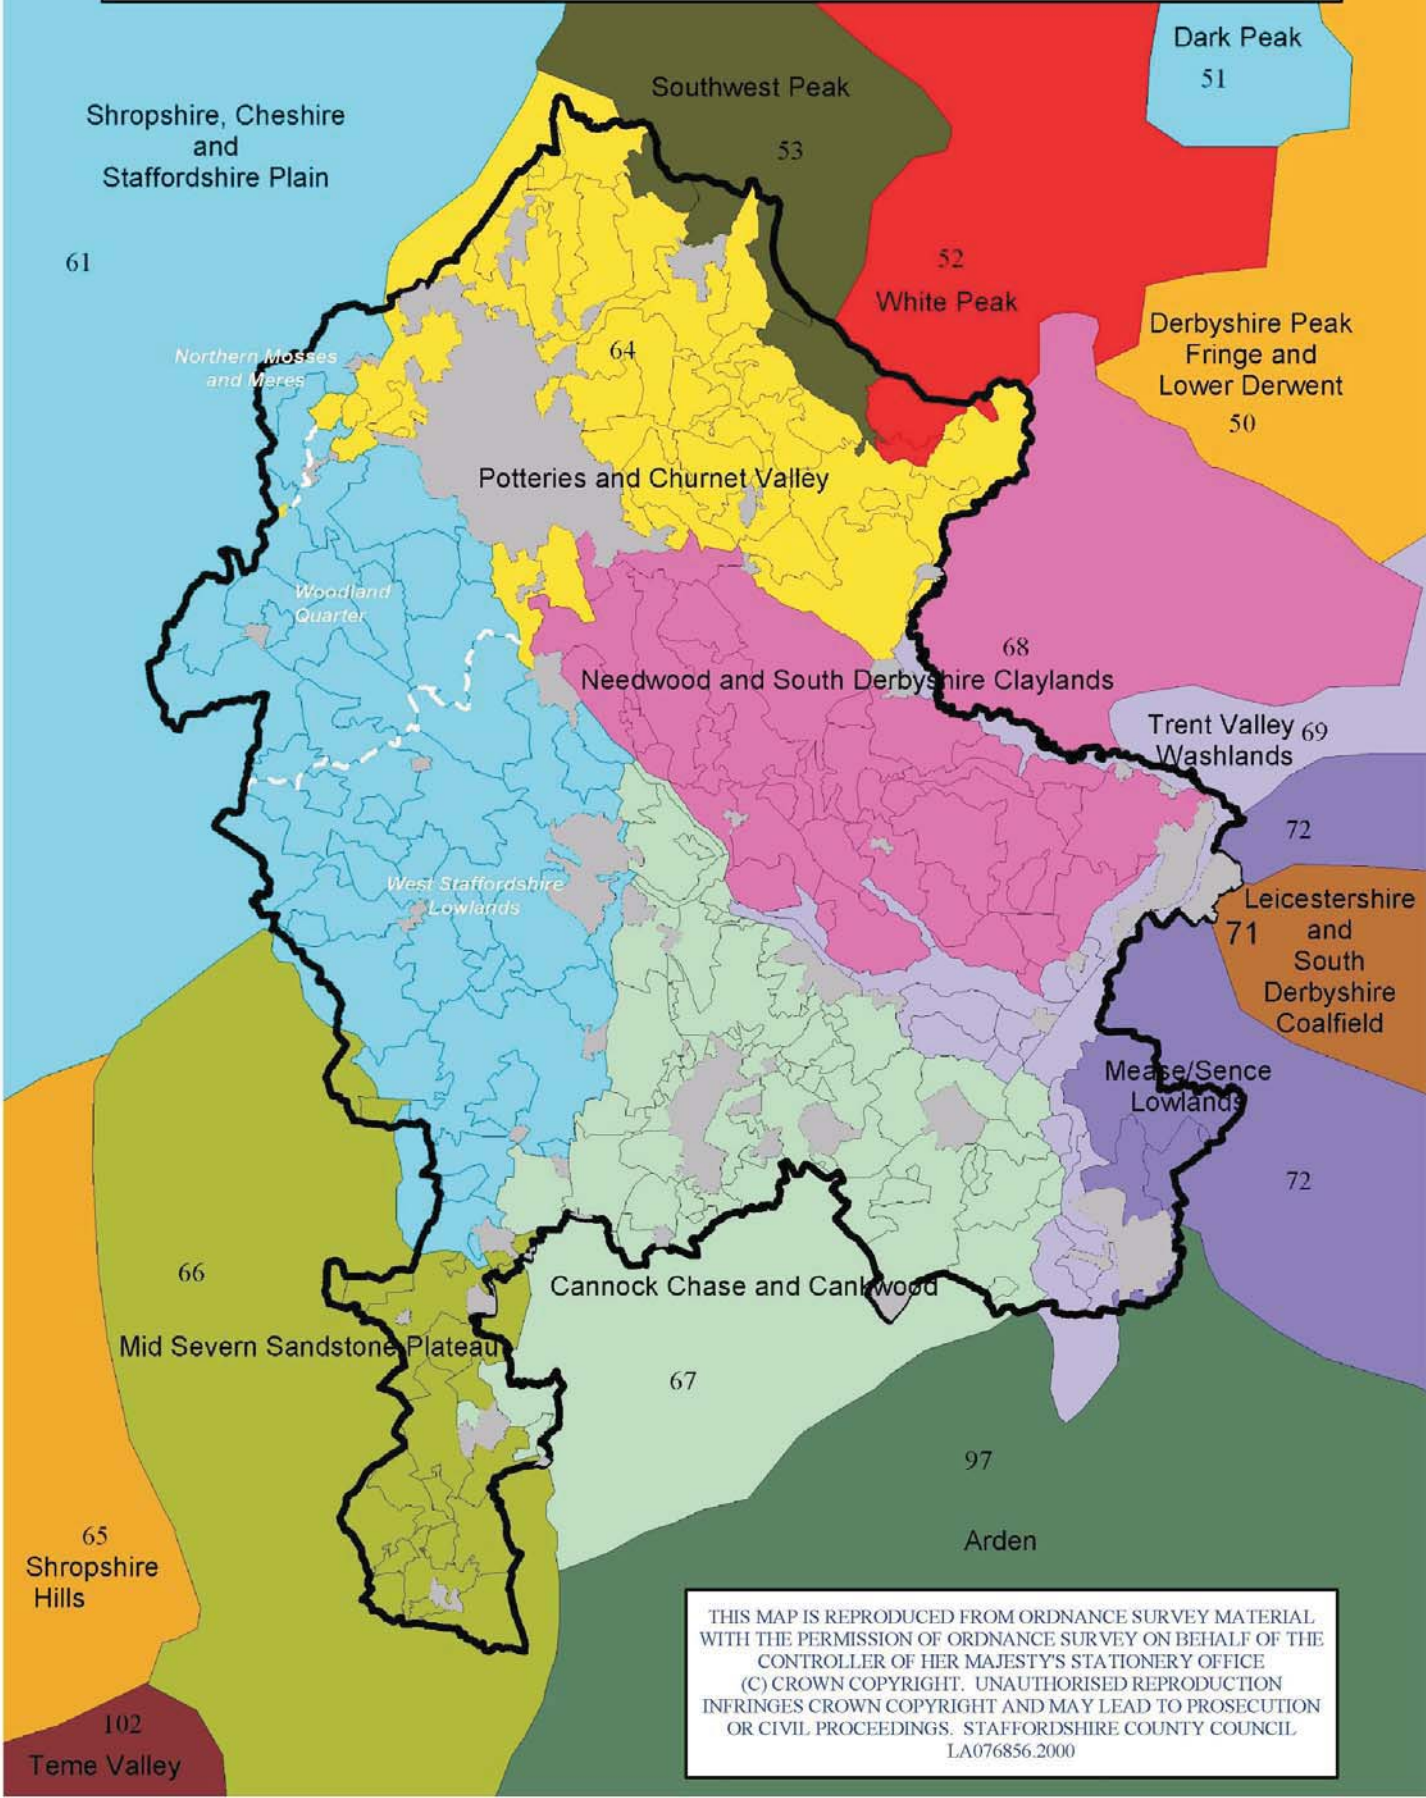 Dark Peak
51
Southwest Peak
53
Shropshire, Cheshire
and
Staffordshire Plain
61
52
White Peak
Derbyshire Peak
Fringe and
Lower Derwent
50
Northern Mosses
and Meres
64
Potteries and Churnet Valley
Woodland
Quarter
68
Needwood and South Derbyshire Claylands
Trent Valley 69
Washlands
72
West Staffordshire
Lowlands
Leicestershire
71 and
South
Derbyshire
Coalfield
Mease/Sence
Lowlands
72
66
Cannock Chase and Cankwood
Mid Severn Sandstone Plateau
67
97
Arden
65
Shropshire
Hills
102
Teme Valley
THIS MAP IS REPRODUCED FROM ORDNANCE SURVEY MATERIAL
WITH THE PERMISSION OF ORDNANCE SURVEY ON BEHALF OF THE
CONTROLLER OF HER MAJESTY'S STATIONERY OFFICE
(C) CROWN COPYRIGHT. UNAUTHORISED REPRODUCTION
INFRINGES CROWN COPYRIGHT AND MAY LEAD TO PROSECUTION
OR CIVIL PROCEEDINGS. STAFFORDSHIRE COUNTY COUNCIL
LA076856.2000